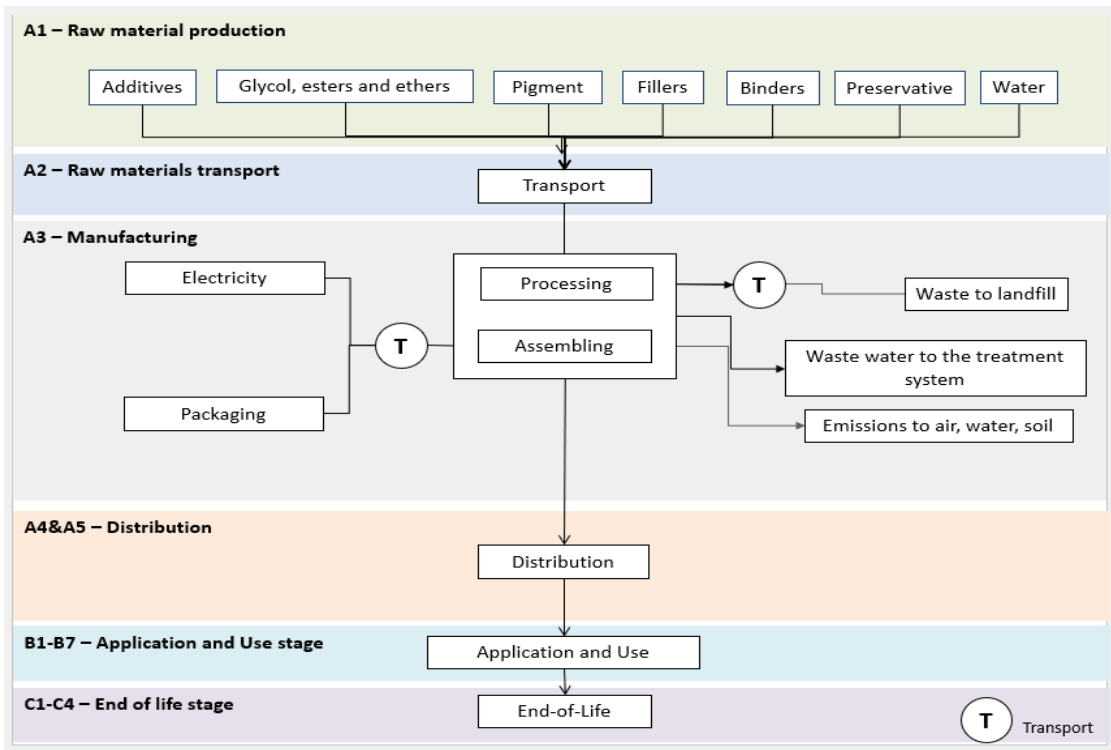 A1 – Raw material production
Additives
Glycol, esters and ethers
Pigment
Fillers
Binders
Preservative
Water
A2 – Raw materials transport
Transport
A3 – Manufacturing
Electricity
Processing
T
Waste to landfill
T
Assembling
Waste water to the treatment
system
Packaging
Emissions to air, water, soil
A4&A5 – Distribution
Distribution
B1-B7 – Application and Use stage
Application and Use
C1-C4 – End of life stage
End-of-Life
T
Transport